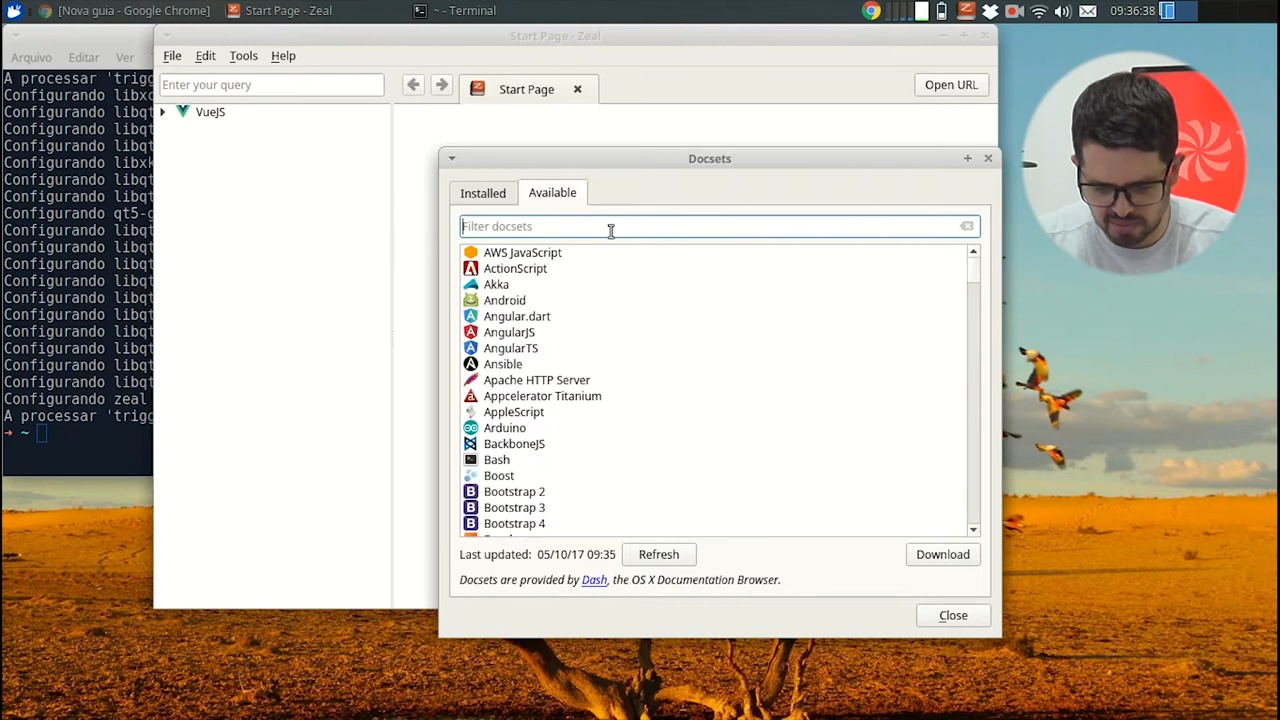 [Nova guia - Google Chrome]
Start Page - Zeal
~ - Terminal
09:36:38
Start Page - Zeal
Arquivo
Editar
Ver
File
Edit
Tools
Help
Enter your query
Start Page
Open URL
VueJS
A processar 'trigg
Configurando libxc
Configurando libqt
Configurando libqt
Configurando libqt
Configurando libxk
Configurando libqt
Configurando libqt
Configurando qt5-g
Configurando libqt
Configurando libqt
Configurando libqt
Configurando libqt
Configurando libqt
Configurando libqt
Configurando libqt
Configurando libqt
Configurando libqt
Configurando libqt
Configurando zeal
A processar 'trigg
→ ~
Docsets
Installed
Available
Filter docsets
AWS JavaScript
ActionScript
Akka
Android
Angular.dart
AngularJS
AngularTS
Ansible
Apache HTTP Server
Appcelerator Titanium
AppleScript
Arduino
BackboneJS
Bash
Boost
Bootstrap 2
Bootstrap 3
Bootstrap 4
Last updated: 05/10/17 09:35
Refresh
Download
Docsets are provided by Dash, the OS X Documentation Browser.
Close